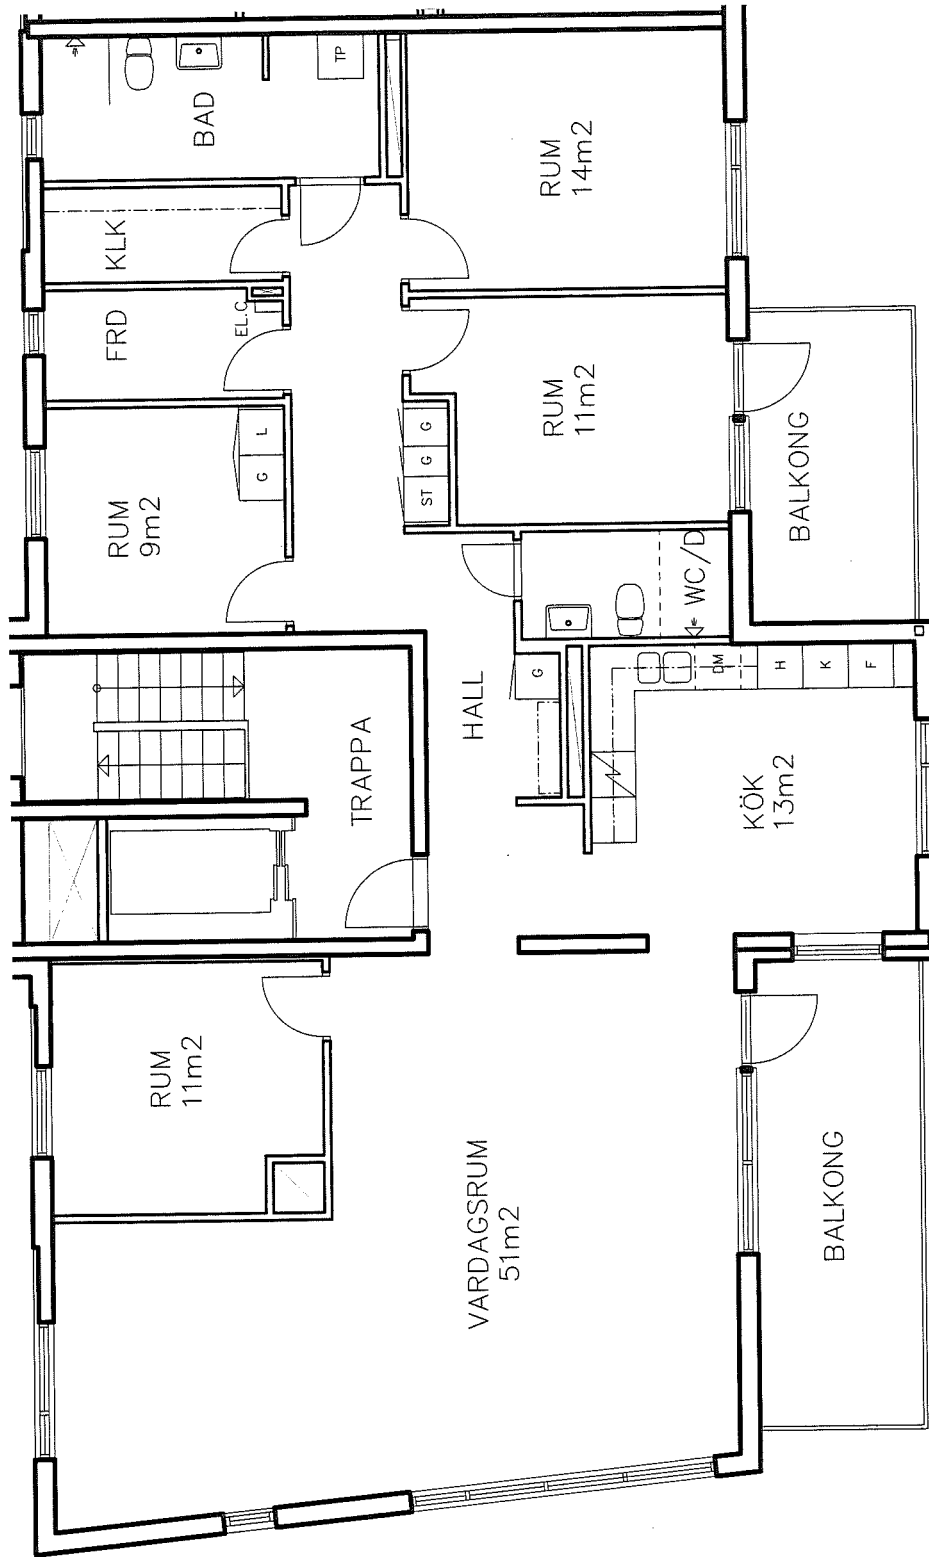 BAD
TP
KLK
FRD
EL.C
RUM
14m2
RUM
11m2
RUM
9m2
G
L
ST
G
G
BALKONG
WC/D
HALL
G
TRAPPA
DM
H
K
F
KÖK
13m2
RUM
11m2
VARDAGSRUM
51m2
BALKONG